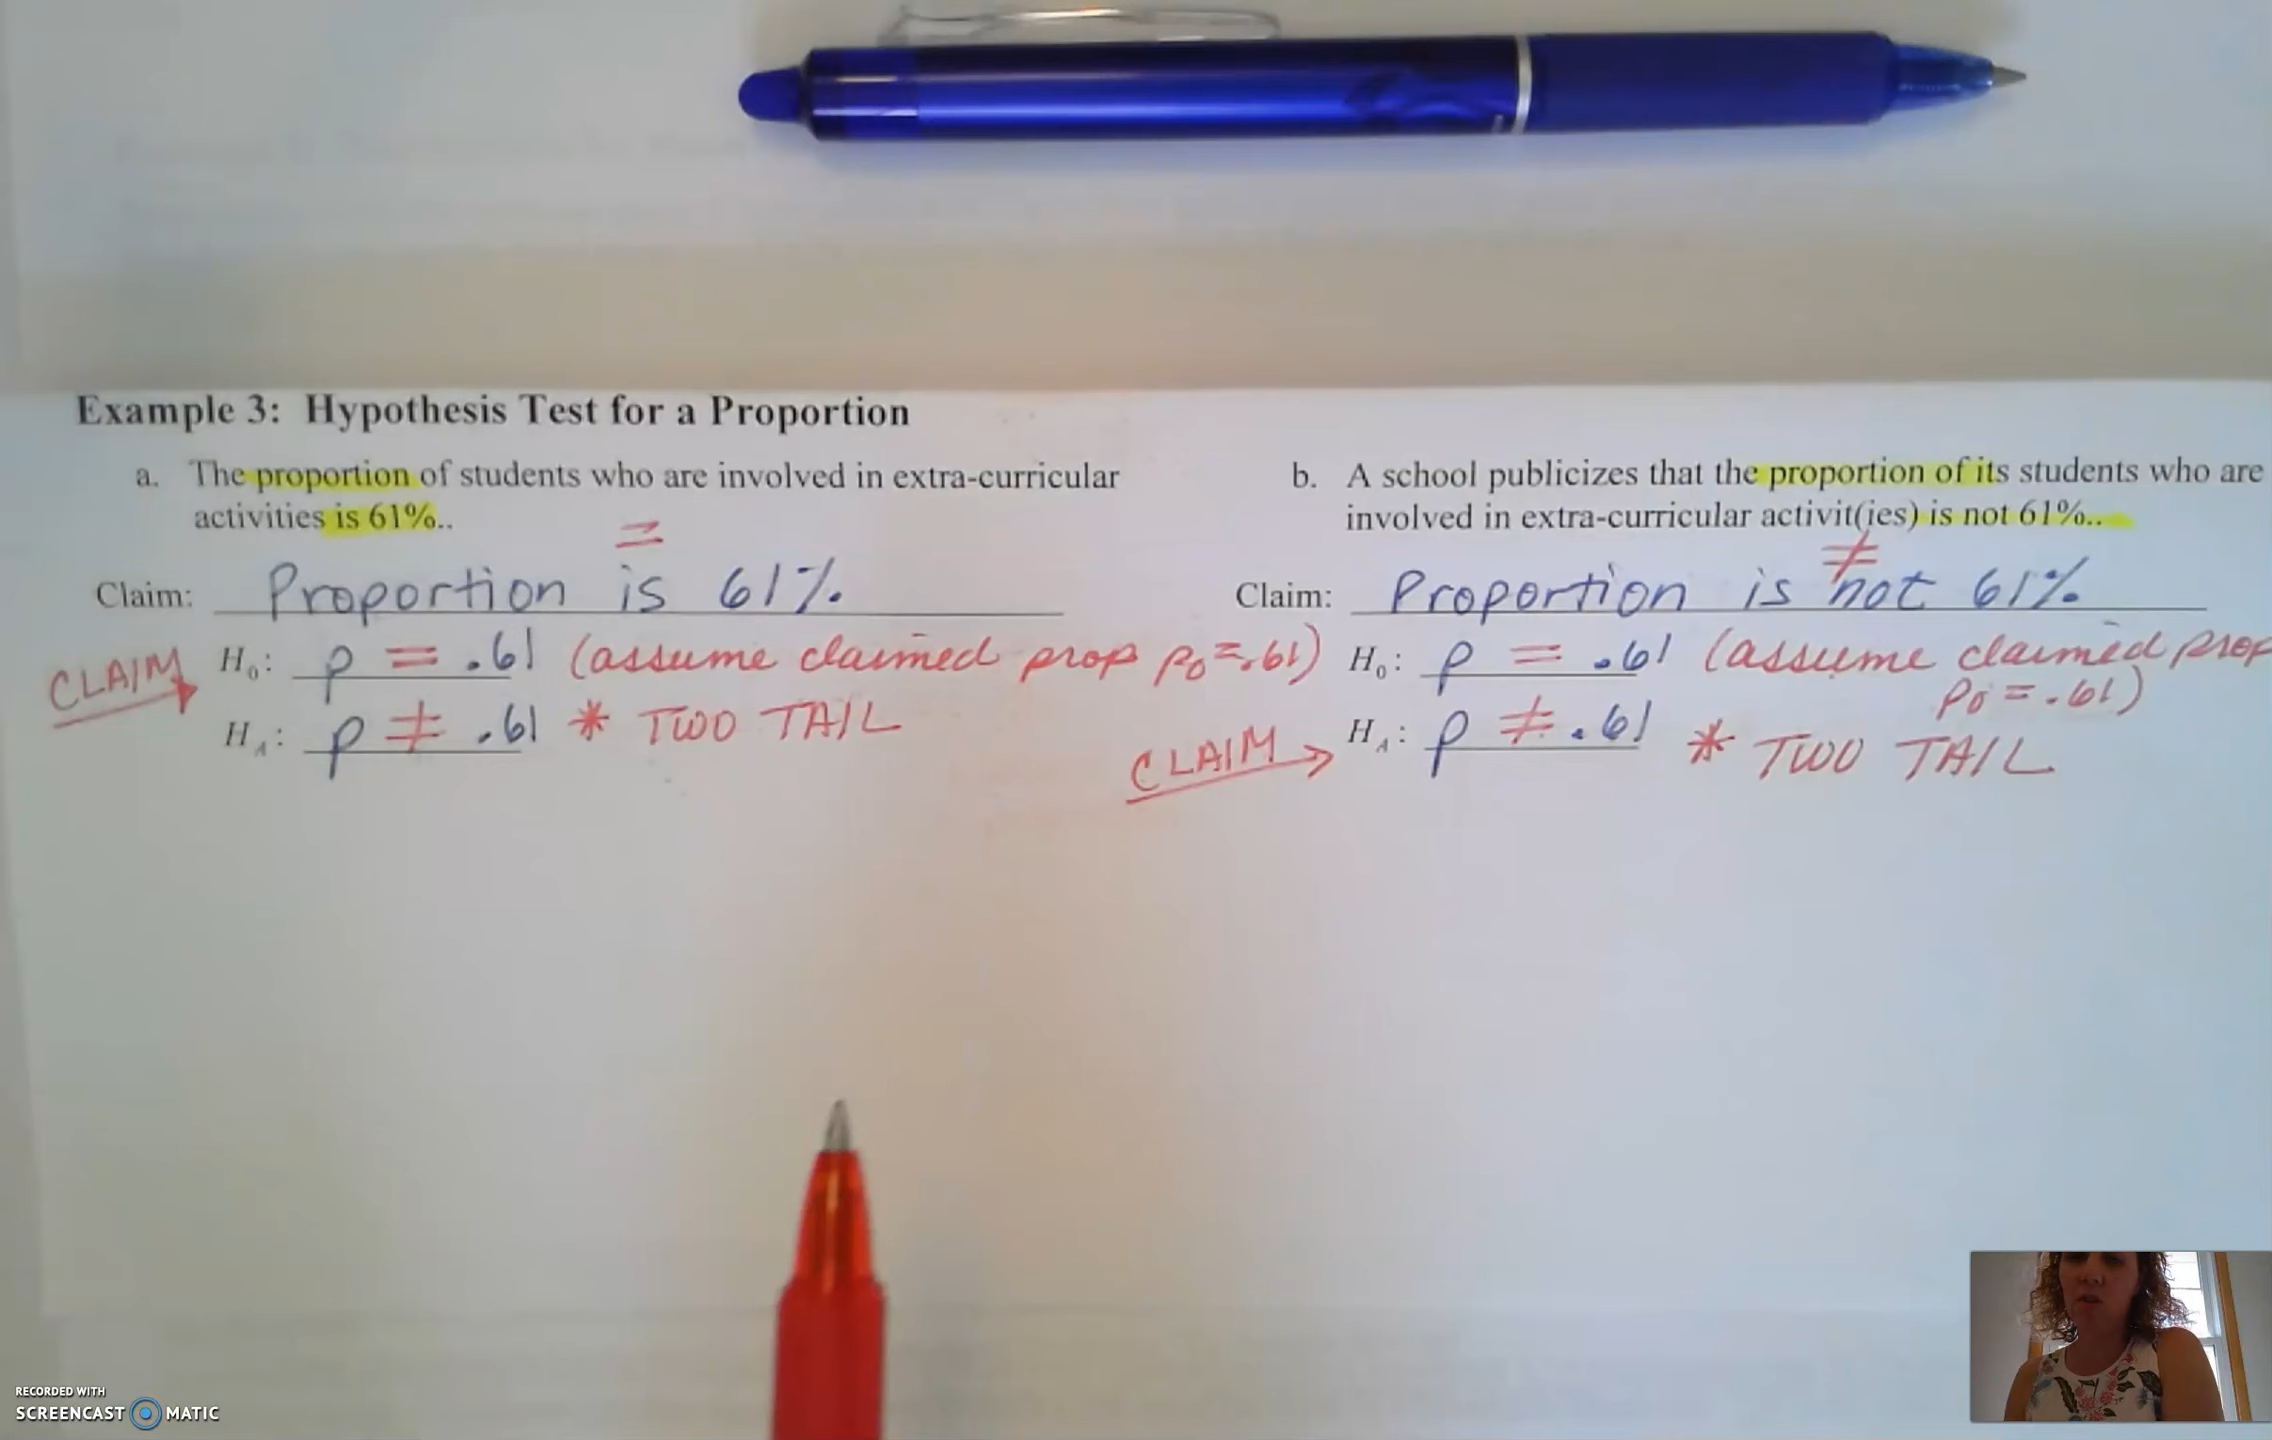 Example 3: Hypothesis Test for a Proportion
a. The proportion of students who are involved in extra-curricular
activities is 61%..
=
Claim: Proportion is 61%.
CLAIM
H₀: p = .61 (assume claimed prop p₀=.61)
H_A: p ≠ .61 * TWO TAIL
b. A school publicizes that the proportion of its students who are
involved in extra-curricular activit(ies) is not 61%..
≠
Claim: Proportion is not 61%
H₀: p = .61 (assume claimed prop
p₀ = .61)
CLAIM
H_A: p ≠ .61 * TWO TAIL
RECORDED WITH
SCREENCAST MATIC